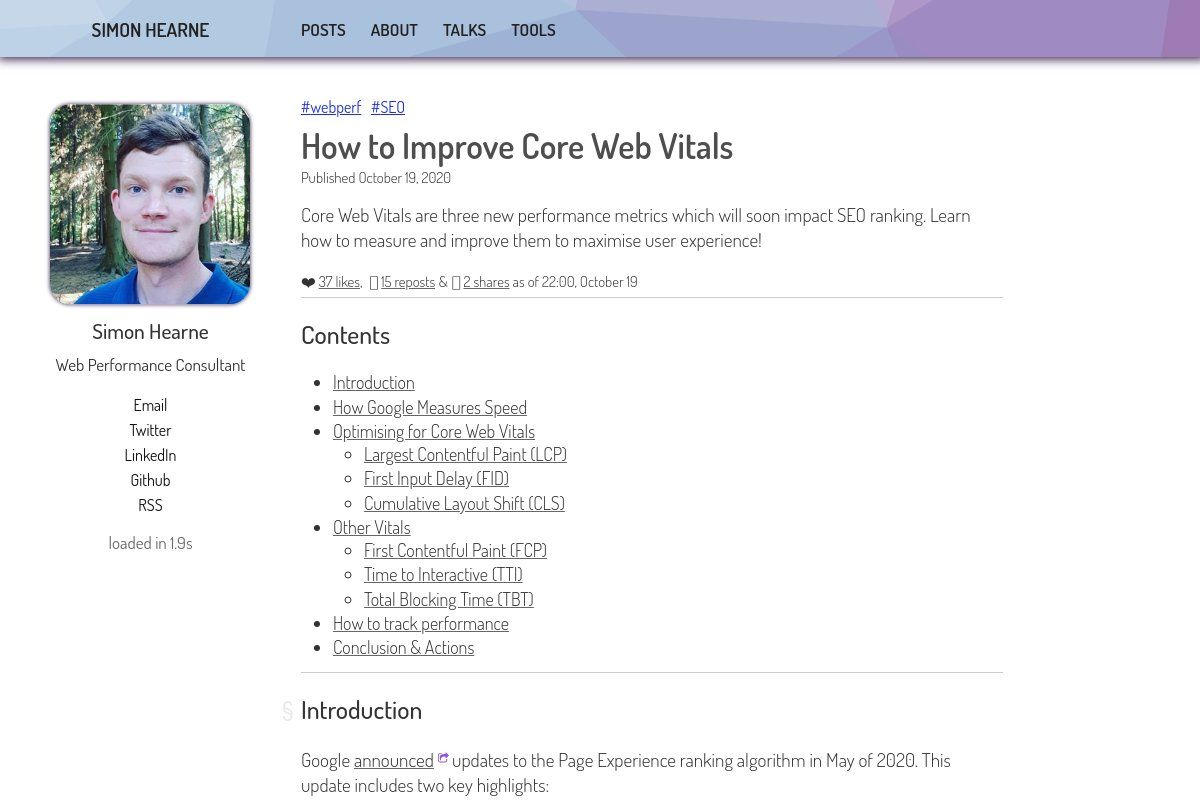 SIMON HEARNE
POSTS ABOUT TALKS TOOLS
Simon Hearne
Web Performance Consultant
Email
Twitter
LinkedIn
Github
RSS
loaded in 1.9s
#webperf #SEO
How to Improve Core Web Vitals
Published October 19, 2020
Core Web Vitals are three new performance metrics which will soon impact SEO ranking. Learn
how to measure and improve them to maximise user experience!
❤ 37 likes, 15 reposts & 2 shares as of 22:00, October 19
Contents
• Introduction
• How Google Measures Speed
• Optimising for Core Web Vitals
◦ Largest Contentful Paint (LCP)
◦ First Input Delay (FID)
◦ Cumulative Layout Shift (CLS)
• Other Vitals
◦ First Contentful Paint (FCP)
◦ Time to Interactive (TTI)
◦ Total Blocking Time (TBT)
• How to track performance
• Conclusion & Actions
§ Introduction
Google announced updates to the Page Experience ranking algorithm in May of 2020. This
update includes two key highlights: